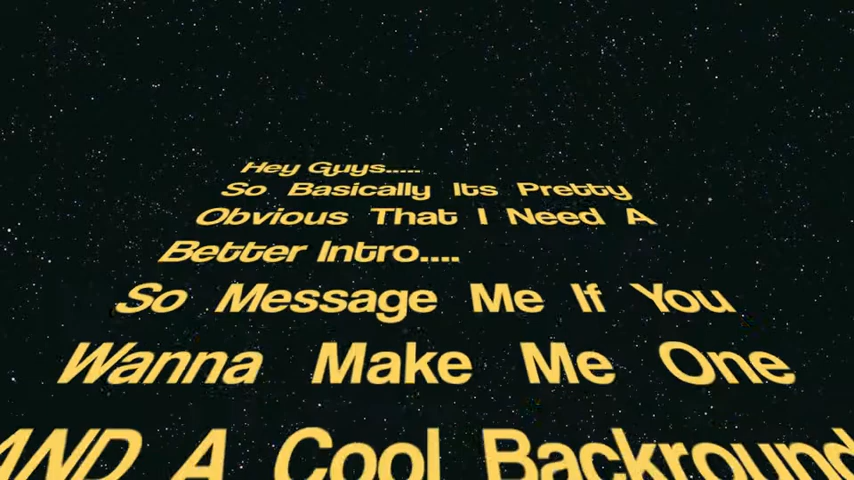 Hey Guys.....
So Basically Its Pretty
Obvious That I Need A
Better Intro....
So Message Me If You
Wanna Make Me One
AND A Cool Backround